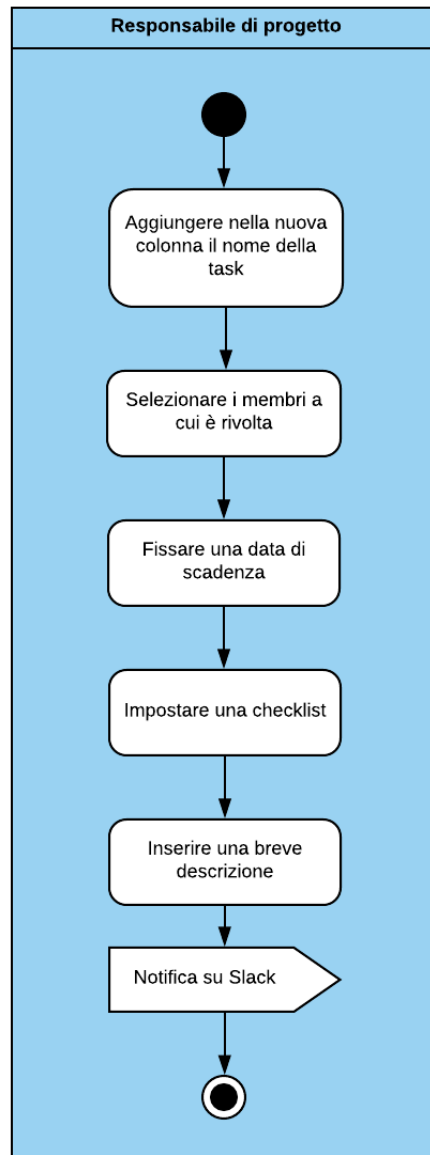 Responsabile di progetto
Aggiungere nella nuova
colonna il nome della
task
Selezionare i membri a
cui è rivolta
Fissare una data di
scadenza
Impostare una checklist
Inserire una breve
descrizione
Notifica su Slack